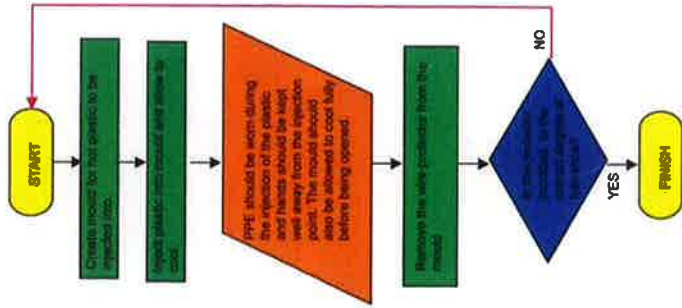 START
Create mould for hot plastic to be
injected into.
Inject plastic into mould and allow to
cool
PPE should be worn during
the injection of the plastic
and hands should be kept
well away from the injection
point. The mould should
also be allowed to cool fully
before being opened.
Remove the wire protector from the
mould
NO
YES
FINISH